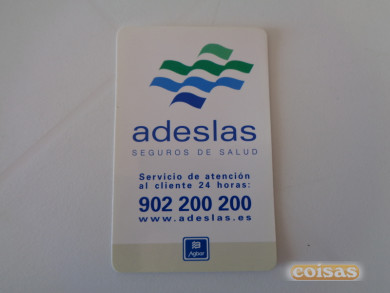 adeslas
SEGUROS DE SALUD
Servicio de atención
al cliente 24 horas:
902 200 200
www.adeslas.es
Agbar
coisas